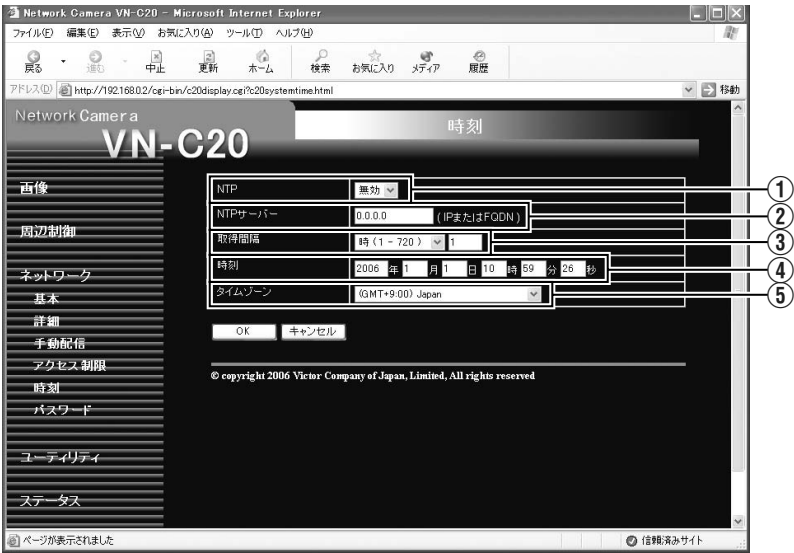 Network Camera VN-C20 - Microsoft Internet Explorer
ファイル(F) 編集(E) 表示(V) お気に入り(A) ツール(T) ヘルプ(H)
戻る 進む 中止 更新 ホーム 検索 お気に入り メディア 履歴
アドレス(D) http://192.168.0.2/cgi-bin/c20display.cgi?c20systemtime.html 移動
Network Camera
VN-C20
時刻
画像
周辺制御
ネットワーク
基本
詳細
手動配信
アクセス制限
時刻
パスワード
ユーティリティ
ステータス
NTP 無効 ①
NTPサーバー 0.0.0.0 (IPまたはFQDN) ②
取得間隔 時(1 - 720) 1 ③
時刻 2006 年 1 月 1 日 10 時 59 分 26 秒 ④
タイムゾーン (GMT+9:00) Japan ⑤
OK キャンセル
© copyright 2006 Victor Company of Japan, Limited, All rights reserved
ページが表示されました 信頼済みサイト